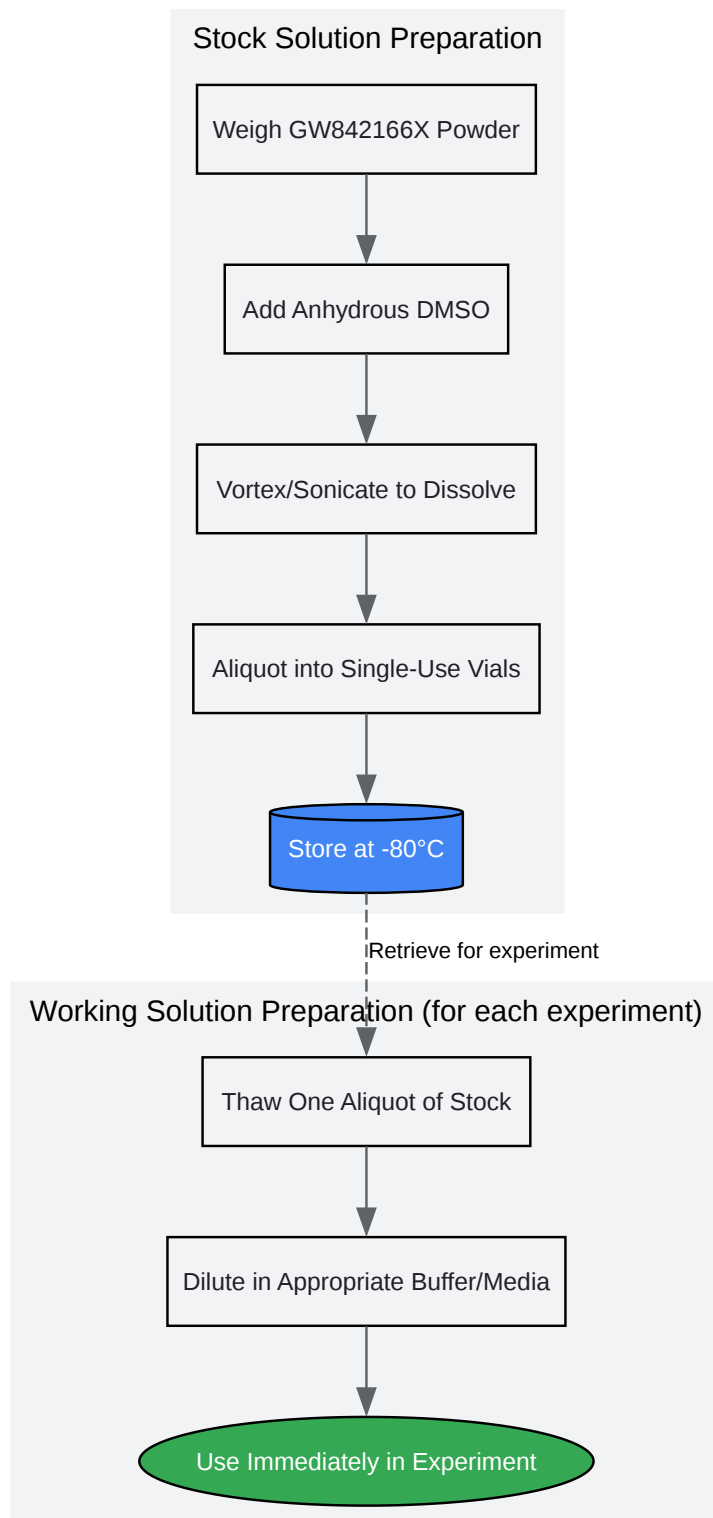 Stock Solution Preparation
Weigh GW842166X Powder
Add Anhydrous DMSO
Vortex/Sonicate to Dissolve
Aliquot into Single-Use Vials
Store at -80°C
Retrieve for experiment
Working Solution Preparation (for each experiment)
Thaw One Aliquot of Stock
Dilute in Appropriate Buffer/Media
Use Immediately in Experiment